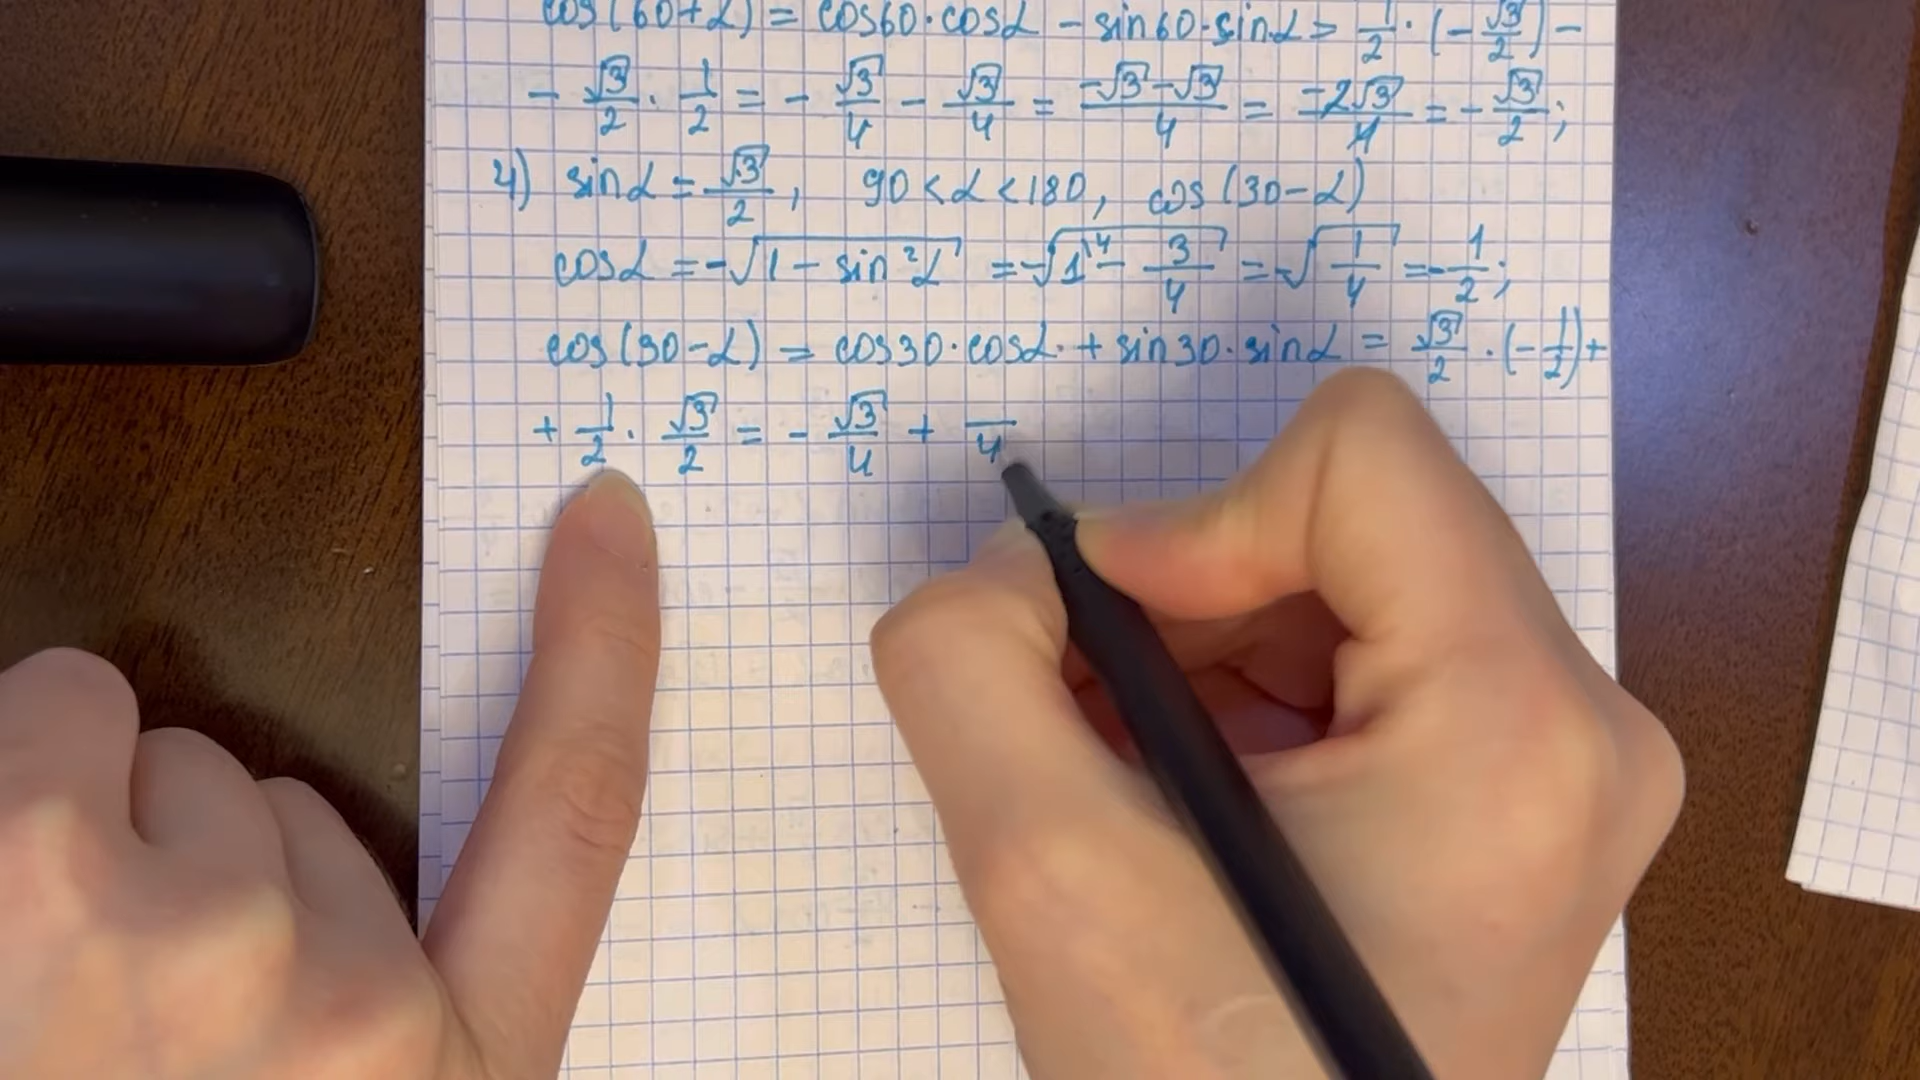 cos(60+α) = cos60·cosα − sin60·sinα = 1/2·(−√3/2) −
− √3/2 · 1/2 = − √3/4 − √3/4 = (−√3−√3)/4 = −2√3/4 = −√3/2;
4) sinα = √3/2, 90<α<180, cos(30−α)
cosα = −√(1 − sin²α) = −√(1\4 − 3/4) = −√(1/4) = −1/2;
cos(30−α) = cos30·cosα· + sin30·sinα = √3/2·(−1/2)+
+ 1/2 · √3/2 = − √3/4 + /4